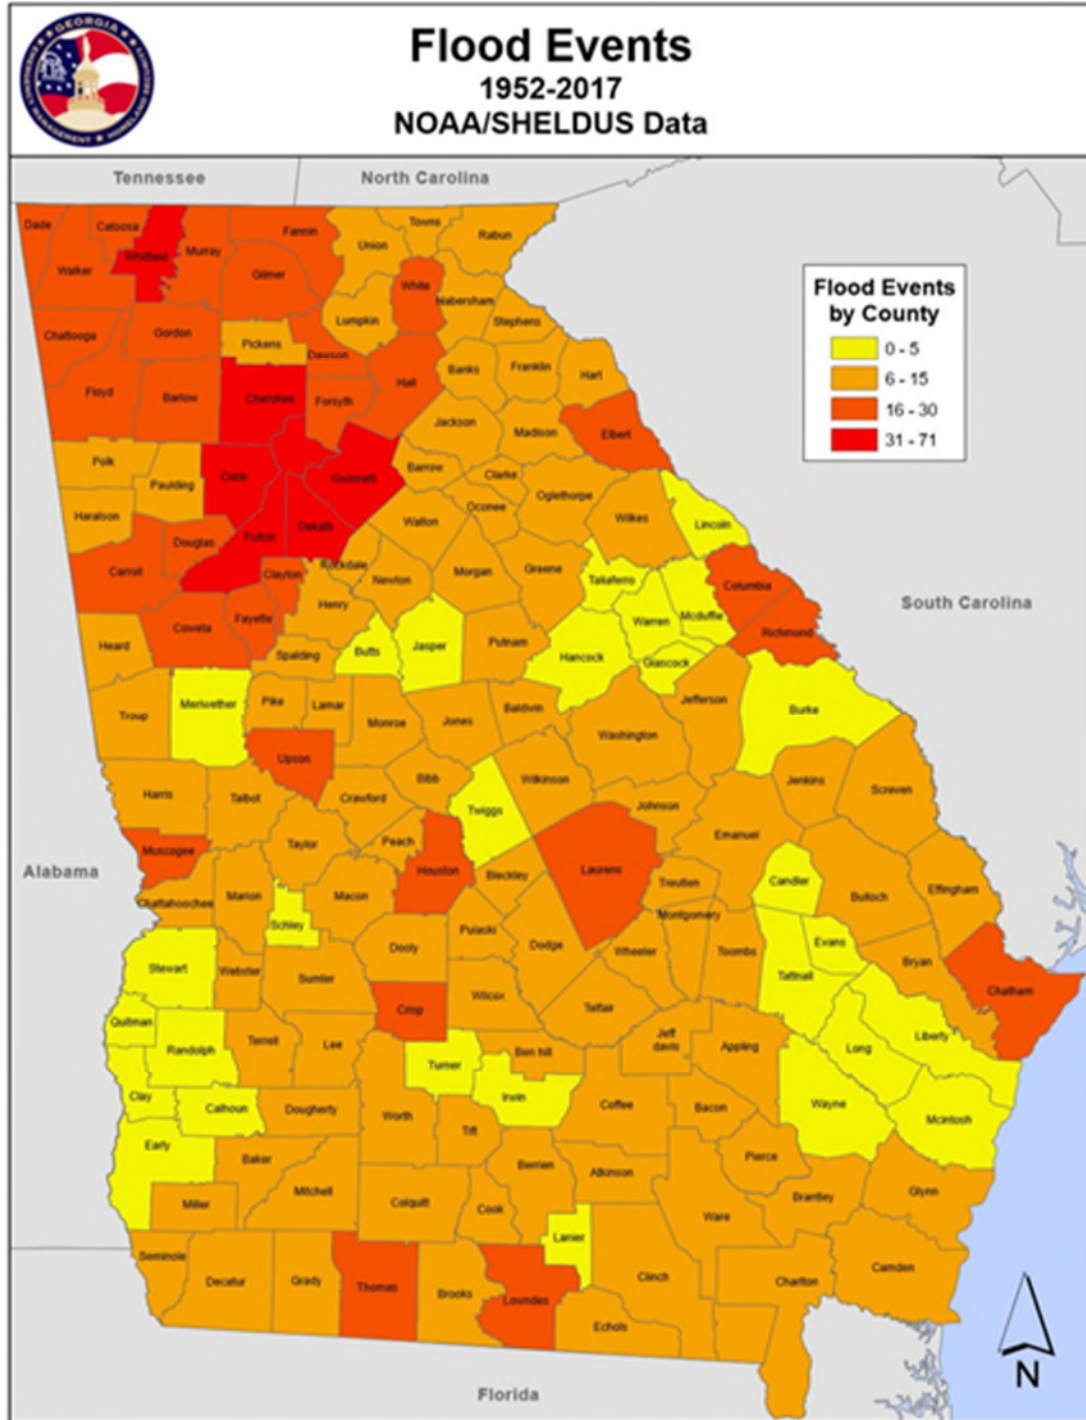 GEORGIA
EMERGENCY MANAGEMENT
HOMELAND SECURITY
Flood Events
1952-2017
NOAA/SHELDUS Data
Tennessee
North Carolina
Flood Events
by County
0 - 5
6 - 15
16 - 30
31 - 71
South Carolina
Alabama
Florida
N
Dade
Catoosa
Whitfield
Murray
Fannin
Union
Towns
Rabun
Walker
Gilmer
White
Habersham
Stephens
Chattooga
Gordon
Pickens
Lumpkin
Dawson
Banks
Franklin
Hart
Floyd
Bartow
Cherokee
Forsyth
Hall
Jackson
Madison
Elbert
Polk
Paulding
Cobb
Gwinnett
Barrow
Clarke
Oconee
Oglethorpe
Wilkes
Lincoln
Haralson
Douglas
Fulton
Dekalb
Walton
Carroll
Clayton
Rockdale
Newton
Morgan
Greene
Taliaferro
Columbia
Coweta
Fayette
Henry
Warren
Mcduffie
Richmond
Heard
Spalding
Butts
Jasper
Putnam
Hancock
Glascock
Troup
Meriwether
Pike
Lamar
Monroe
Jones
Baldwin
Washington
Jefferson
Burke
Upson
Harris
Talbot
Crawford
Bibb
Twiggs
Wilkinson
Johnson
Jenkins
Screven
Muscogee
Taylor
Peach
Houston
Bleckley
Laurens
Emanuel
Chattahoochee
Marion
Schley
Macon
Treutlen
Candler
Bulloch
Effingham
Stewart
Webster
Sumter
Dooly
Pulaski
Dodge
Wheeler
Montgomery
Toombs
Evans
Tattnall
Bryan
Chatham
Quitman
Randolph
Terrell
Lee
Crisp
Wilcox
Telfair
Jeff
davis
Appling
Long
Liberty
Clay
Calhoun
Dougherty
Worth
Turner
Ben hill
Irwin
Coffee
Bacon
Wayne
Mcintosh
Early
Baker
Tift
Berrien
Atkinson
Pierce
Miller
Mitchell
Colquitt
Cook
Ware
Brantley
Glynn
Seminole
Decatur
Grady
Thomas
Brooks
Lowndes
Lanier
Clinch
Echols
Charlton
Camden